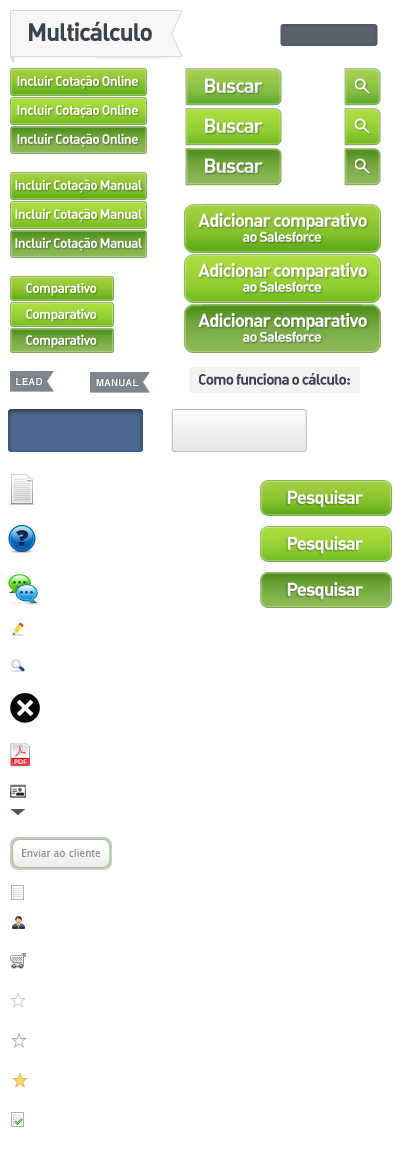 Multicálculo
Incluir Cotação Online
Incluir Cotação Online
Incluir Cotação Online
Buscar
Buscar
Buscar
Incluir Cotação Manual
Incluir Cotação Manual
Incluir Cotação Manual
Adicionar comparativo
ao Salesforce
Adicionar comparativo
ao Salesforce
Adicionar comparativo
ao Salesforce
Comparativo
Comparativo
Comparativo
LEAD
MANUAL
Como funciona o cálculo:
Pesquisar
Pesquisar
Pesquisar
?
PDF
Enviar ao cliente